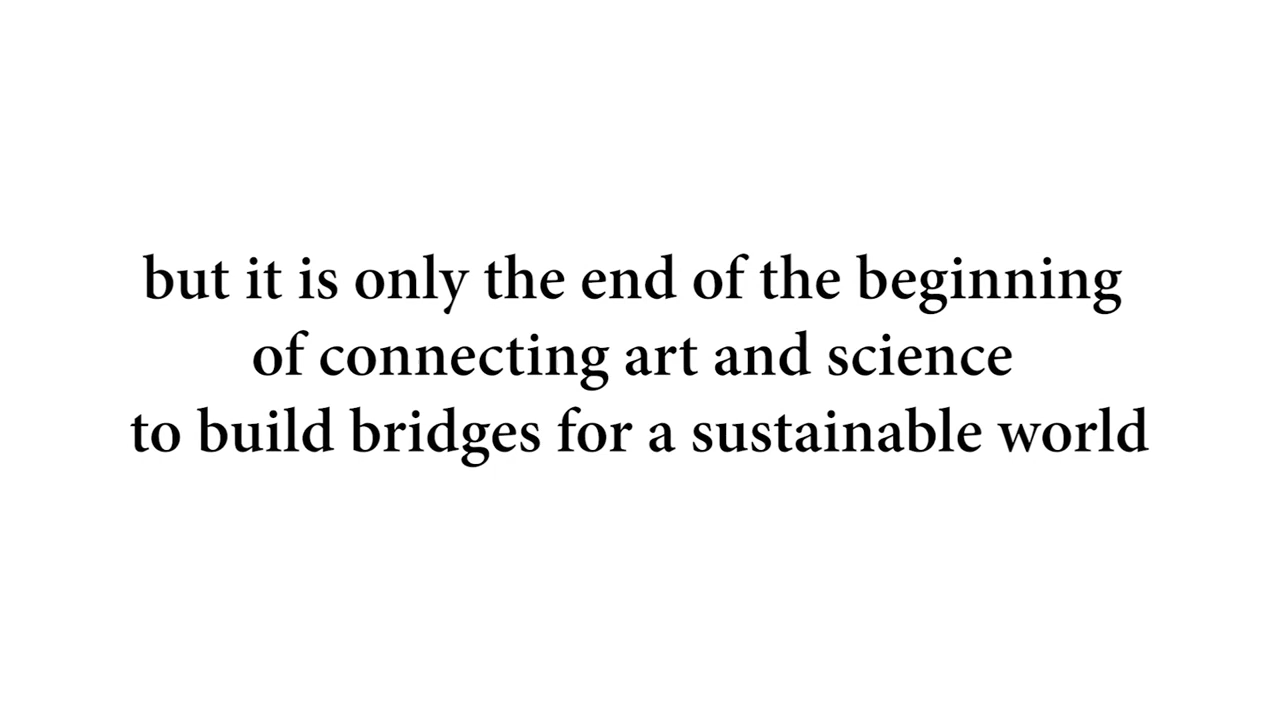 but it is only the end of the beginning
of connecting art and science
to build bridges for a sustainable world